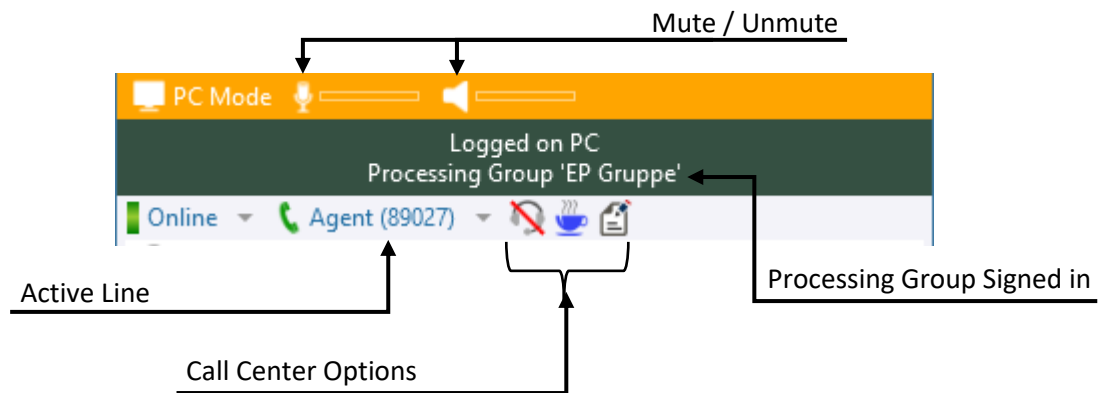 Mute / Unmute
PC Mode
Logged on PC
Processing Group 'EP Gruppe'
Online Agent (89027)
Processing Group Signed in
Active Line
Call Center Options